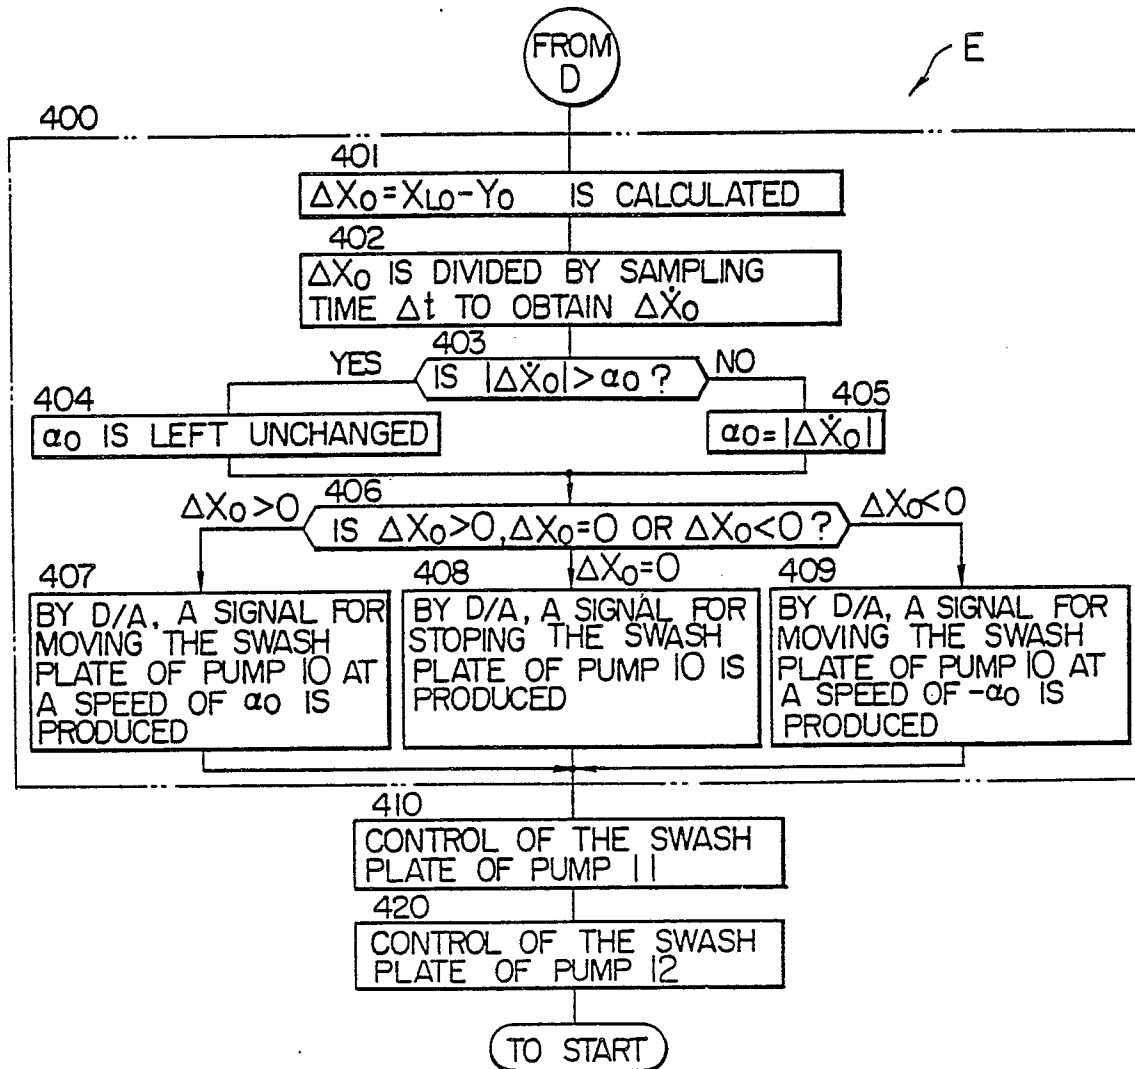 FROM
D
E
400
401
ΔX0=XL0-Y0 IS CALCULATED
402
ΔX0 IS DIVIDED BY SAMPLING
TIME Δt TO OBTAIN ΔẊ0
403
YES
IS |ΔẊ0|>α0 ?
NO
404
α0 IS LEFT UNCHANGED
405
α0=|ΔẊ0|
406
ΔX0>0
IS ΔX0>0, ΔX0=0 OR ΔX0<0 ?
ΔX0<0
ΔX0=0
407
BY D/A, A SIGNAL FOR
MOVING THE SWASH
PLATE OF PUMP 10 AT
A SPEED OF α0 IS
PRODUCED
408
BY D/A, A SIGNAL FOR
STOPING THE SWASH
PLATE OF PUMP 10 IS
PRODUCED
409
BY D/A, A SIGNAL FOR
MOVING THE SWASH
PLATE OF PUMP 10 AT
A SPEED OF -α0 IS
PRODUCED
410
CONTROL OF THE SWASH
PLATE OF PUMP 11
420
CONTROL OF THE SWASH
PLATE OF PUMP 12
TO START